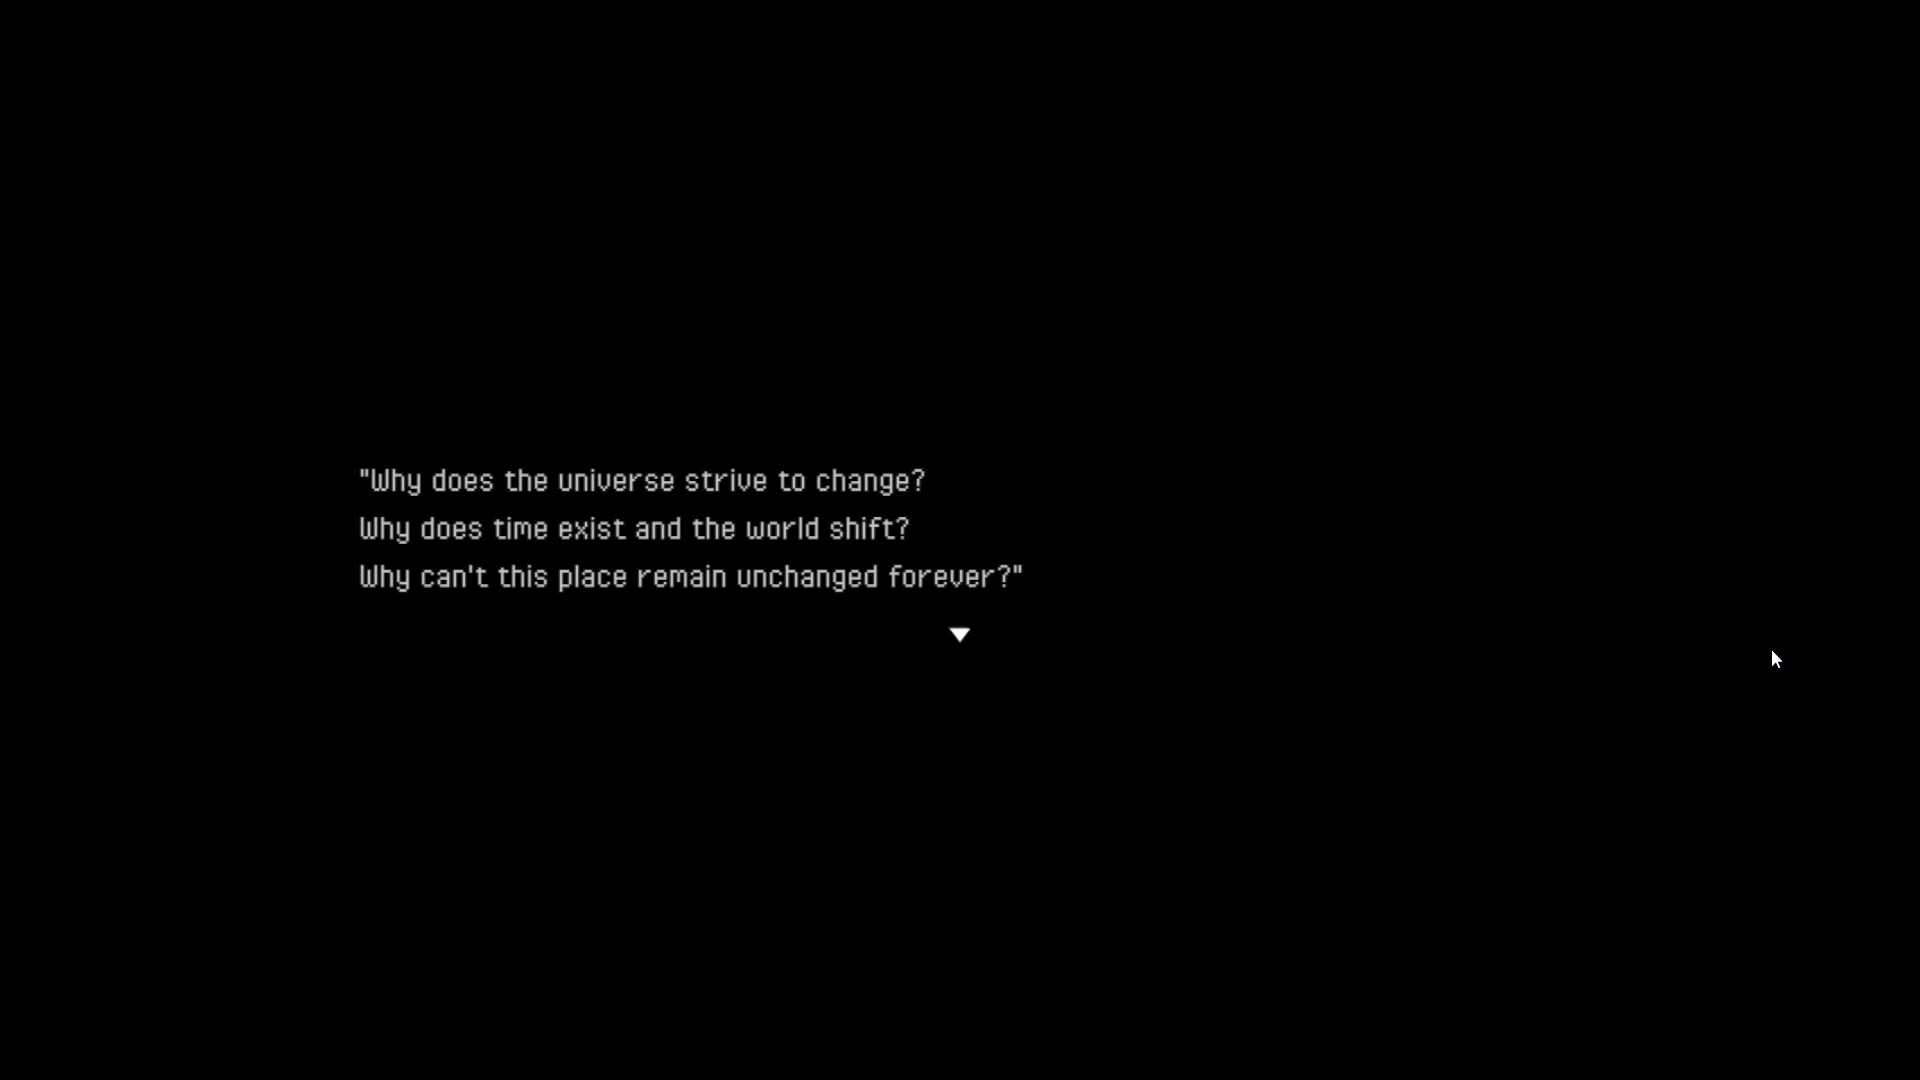 "Why does the universe strive to change?
Why does time exist and the world shift?
Why can't this place remain unchanged forever?"